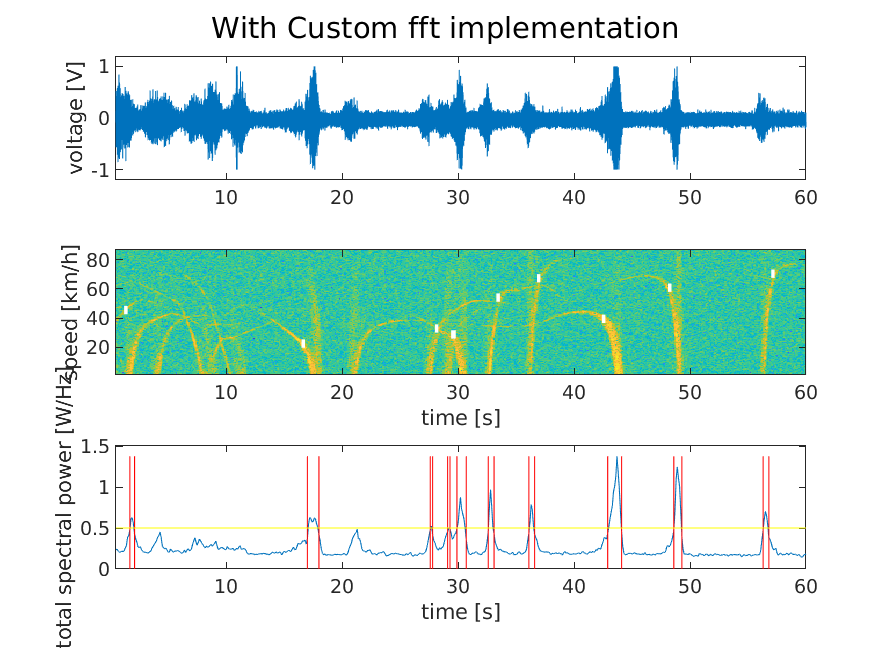 With Custom fft implementation
voltage [V]
1
0
-1
10 20 30 40 50 60
speed [km/h]
80
60
40
20
10 20 30 40 50 60
time [s]
total spectral power [W/Hz]
1.5
1
0.5
0
10 20 30 40 50 60
time [s]